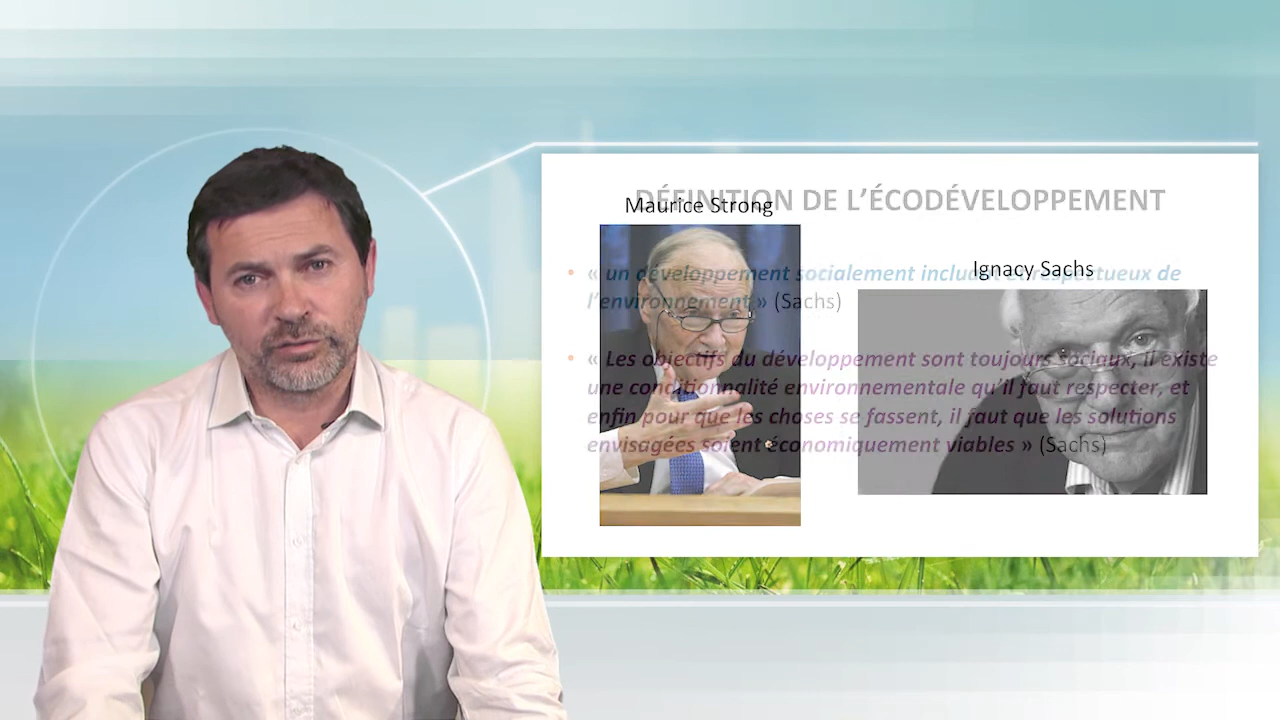 DÉFINITION DE L'ÉCODÉVELOPPEMENT
Maurice Strong
Ignacy Sachs
• « un développement socialement incluant et respectueux de
l'environnement » (Sachs)
• « Les objectifs du développement sont toujours sociaux, il existe
une conditionnalité environnementale qu'il faut respecter, et
enfin pour que les choses se fassent, il faut que les solutions
envisagées soient économiquement viables » (Sachs)